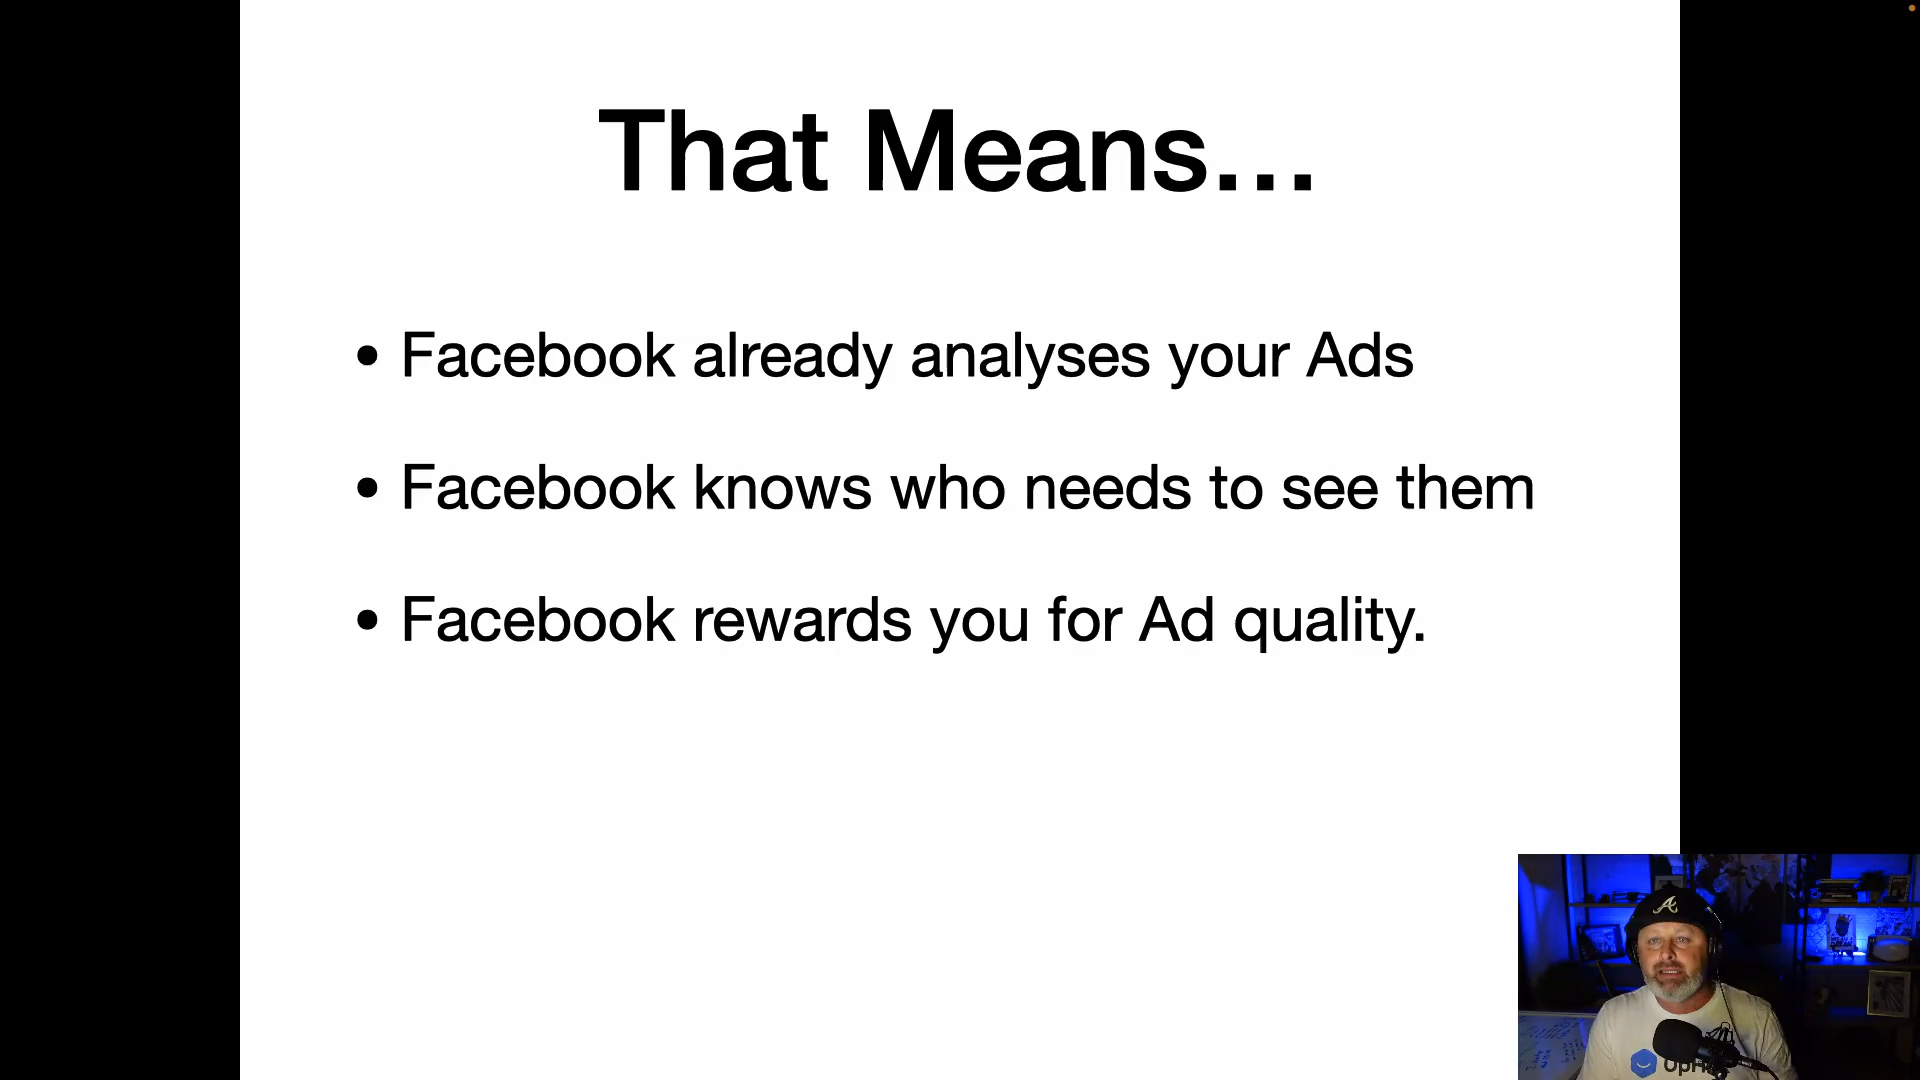 That Means...
• Facebook already analyses your Ads
• Facebook knows who needs to see them
• Facebook rewards you for Ad quality.
A